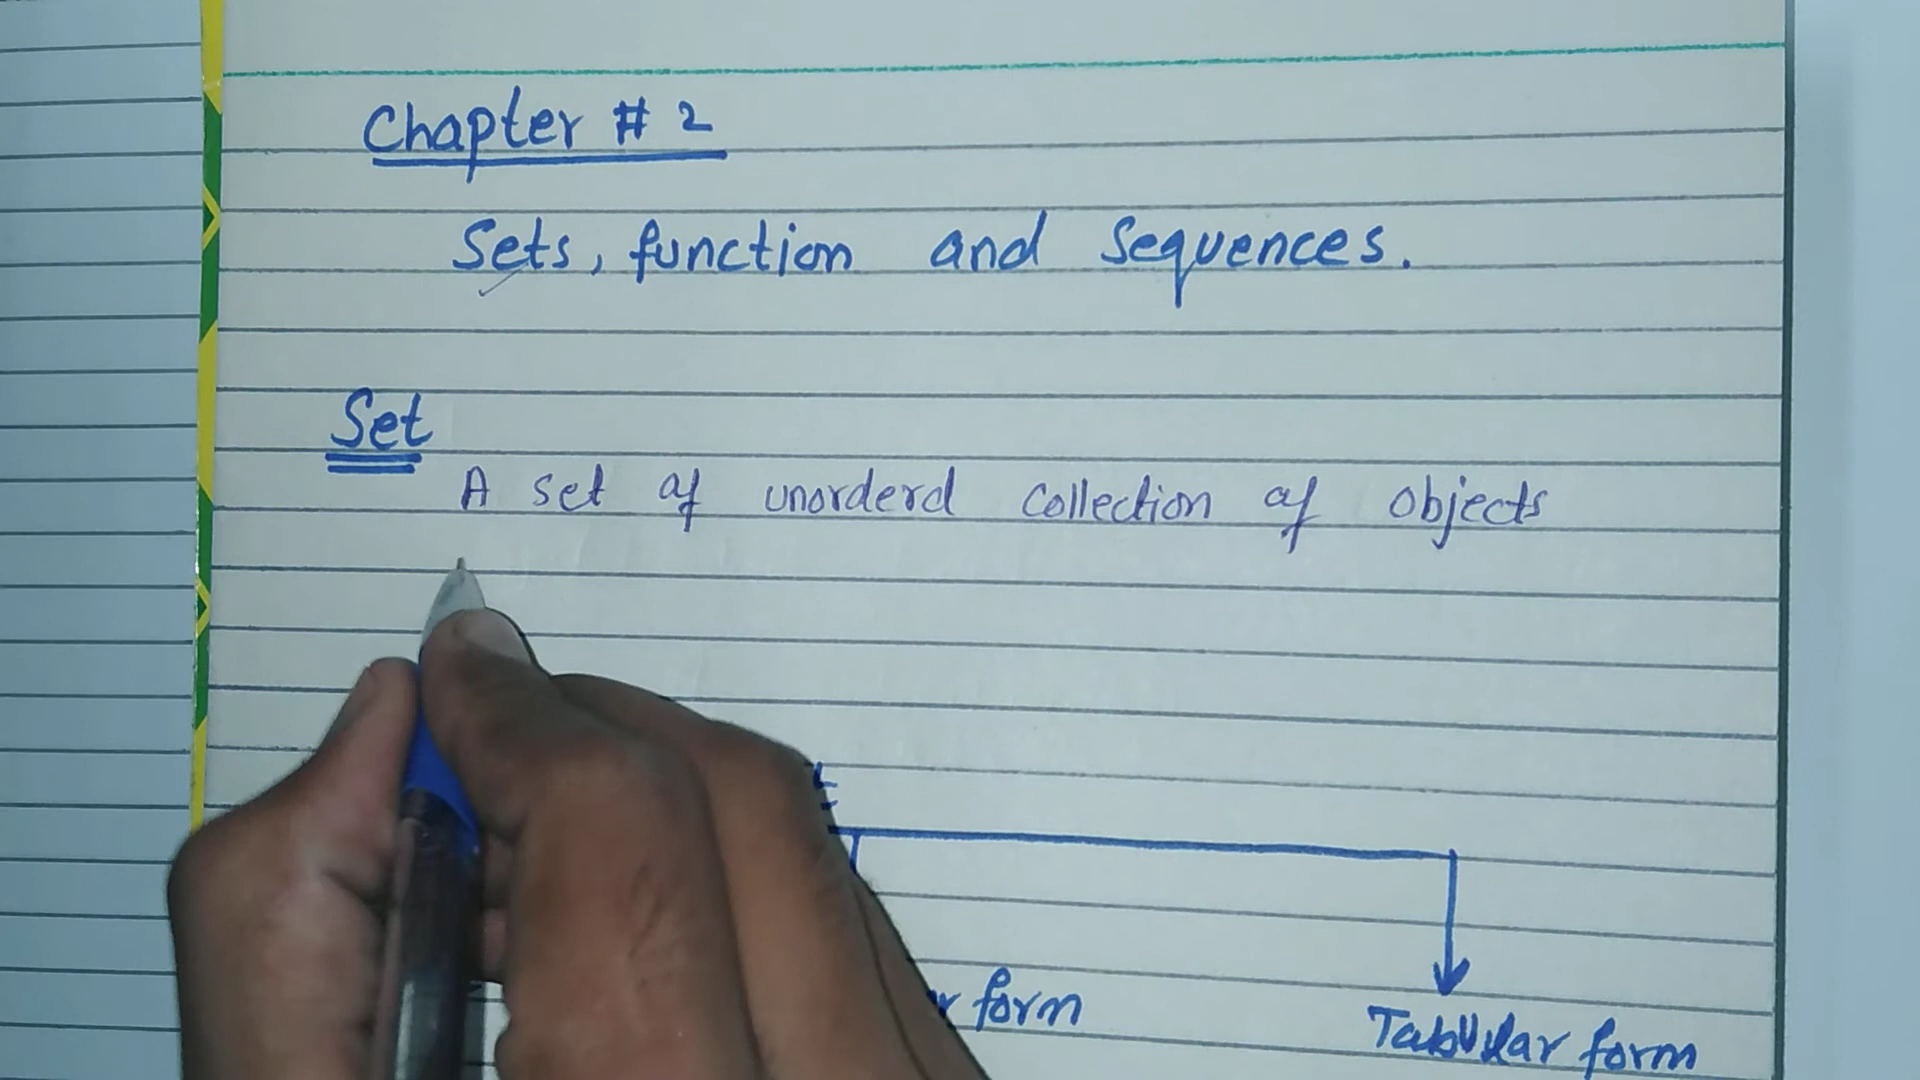 Chapter # 2
Sets, function and Sequences.
Set
A set of unorderd Collection of objects
form
Tabular form